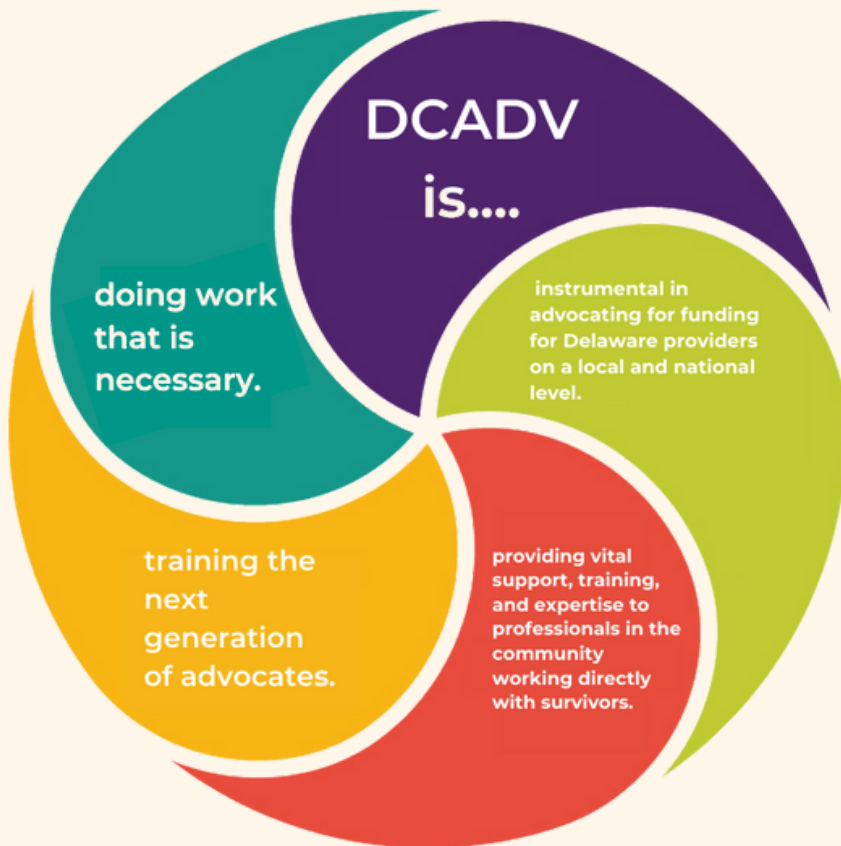 DCADV
is....
instrumental in
advocating for funding
for Delaware providers
on a local and national
level.
providing vital
support, training,
and expertise to
professionals in the
community
working directly
with survivors.
training the
next
generation
of advocates.
doing work
that is
necessary.